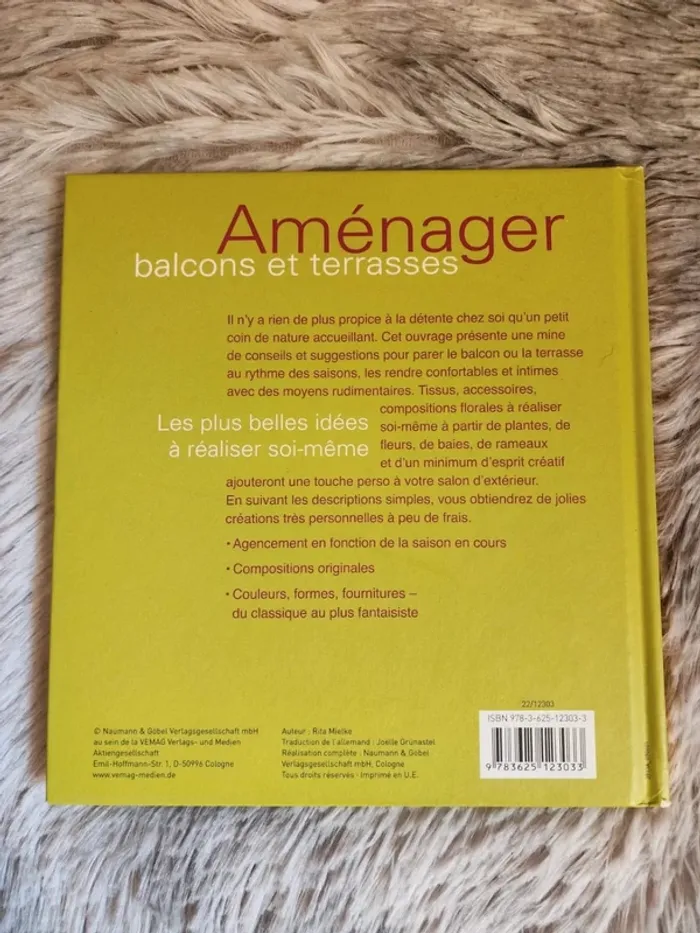 Aménager
balcons et terrasses
Il n'y a rien de plus propice à la détente chez soi qu'un petit
coin de nature accueillant. Cet ouvrage présente une mine
de conseils et suggestions pour parer le balcon ou la terrasse
au rythme des saisons, les rendre confortables et intimes
avec des moyens rudimentaires. Tissus, accessoires,
compositions florales à réaliser
soi-même à partir de plantes, de
fleurs, de baies, de rameaux
et d'un minimum d'esprit créatif
ajouteront une touche perso à votre salon d'extérieur.
En suivant les descriptions simples, vous obtiendrez de jolies
créations très personnelles à peu de frais.
Les plus belles idées
à réaliser soi-même
• Agencement en fonction de la saison en cours
• Compositions originales
• Couleurs, formes, fournitures –
du classique au plus fantaisiste
© Naumann & Göbel Verlagsgesellschaft mbH
au sein de la VEMAG Verlags- und Medien
Aktiengesellschaft
Emil-Hoffmann-Str. 1, D-50996 Cologne
www.vemag-medien.de
Auteur : Rita Mielke
Traduction de l'allemand : Joëlle Grünastel
Réalisation complète : Naumann & Göbel
Verlagsgesellschaft mbH, Cologne
Tous droits réservés · Imprimé en U.E.
22/12303
ISBN 978-3-625-12303-3
9 783625 123033